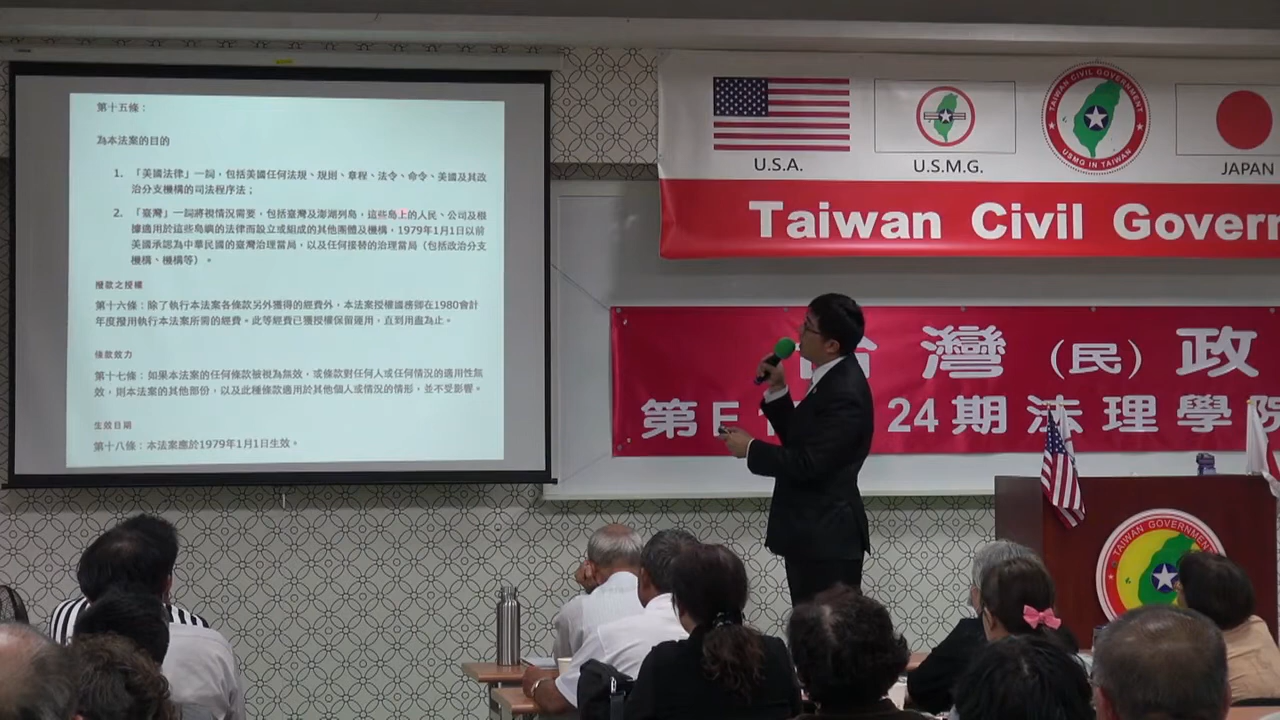 第十五條：
為本法案的目的
1. 「美國法律」一詞，包括美國任何法規、規則、章程、法令、命令、美國及其政
治分支機構的司法程序法；
2. 「臺灣」一詞將視情況需要，包括臺灣及澎湖列島，這些島上的人民、公司及根
據適用於這些島嶼的法律而設立或組成的其他團體及機構，1979年1月1日以前
美國承認為中華民國的臺灣治理當局，以及任何接替的治理當局（包括政治分支
機構、機構等）。
撥款之授權
第十六條：除了執行本法案各條款另外獲得的經費外，本法案授權國務卿在1980會計
年度撥用執行本法案所需的經費。此等經費已獲授權保留運用，直到用盡為止。
條款效力
第十七條：如果本法案的任何條款被視為無效，或條款對任何人或任何情況的適用性無
效，則本法案的其他部份，以及此種條款適用於其他個人或情況的情形，並不受影響。
生效日期
第十八條：本法案應於1979年1月1日生效。
U.S.A.
U.S.M.G.
TAIWAN CIVIL GOVERNMENT
USMG IN TAIWAN
JAPAN
Taiwan Civil Govern
台灣（民）政
第E 24期法理學院
TAIWAN GOVERNMENT